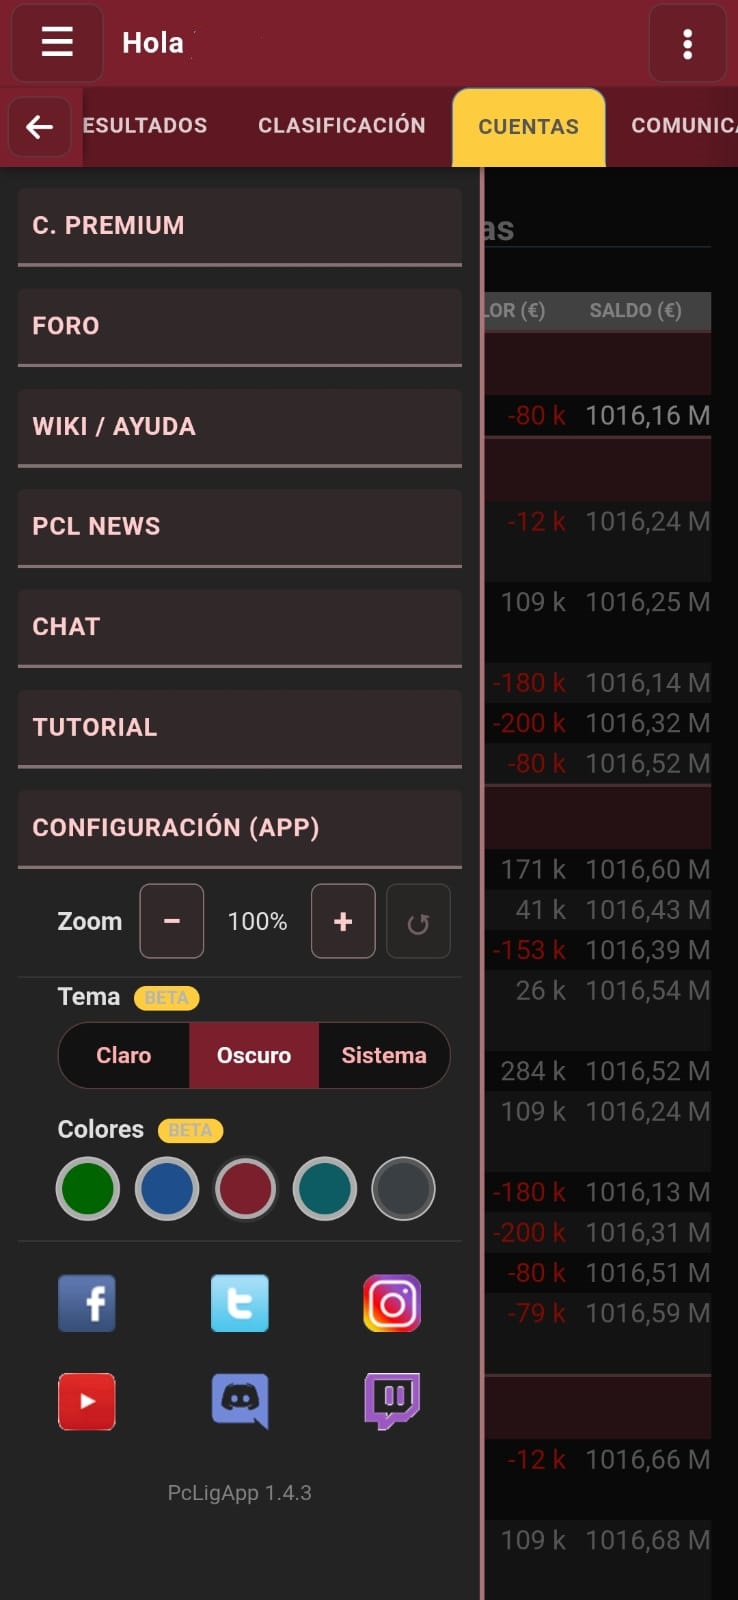 Hola
ESULTADOS CLASIFICACIÓN CUENTAS COMUNICA
as
C. PREMIUM
LOR (€) SALDO (€)
FORO
-80 k 1016,16 M
WIKI / AYUDA
PCL NEWS
-12 k 1016,24 M
109 k 1016,25 M
CHAT
-180 k 1016,14 M
TUTORIAL
-200 k 1016,32 M
-80 k 1016,52 M
CONFIGURACIÓN (APP)
171 k 1016,60 M
Zoom − 100% +
41 k 1016,43 M
-153 k 1016,39 M
Tema BETA
26 k 1016,54 M
Claro Oscuro Sistema
284 k 1016,52 M
109 k 1016,24 M
Colores BETA
-180 k 1016,13 M
-200 k 1016,31 M
-80 k 1016,51 M
-79 k 1016,59 M
-12 k 1016,66 M
PcLigApp 1.4.3
109 k 1016,68 M